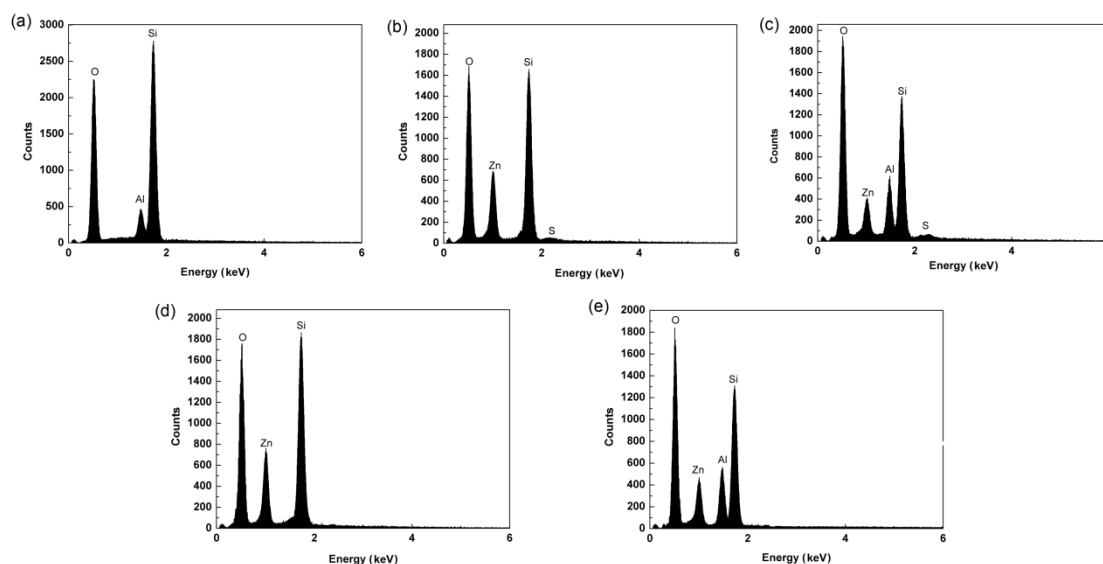 (a)
3000
2500
2000
1500
1000
500
0
Counts
O
Al
Si
0 2 4 6
Energy (keV)
(b)
2000
1800
1600
1400
1200
1000
800
600
400
200
0
Counts
O
Zn
Si
S
0 2 4 6
Energy (keV)
(c)
2000
1800
1600
1400
1200
1000
800
600
400
200
0
Counts
O
Zn
Al
Si
S
0 2 4
Energy (keV)
(d)
2000
1800
1600
1400
1200
1000
800
600
400
200
0
Counts
O
Zn
Si
0 2 4 6
Energy (keV)
(e)
2000
1800
1600
1400
1200
1000
800
600
400
200
0
Counts
O
Zn
Al
Si
0 2 4 6
Energy (keV)